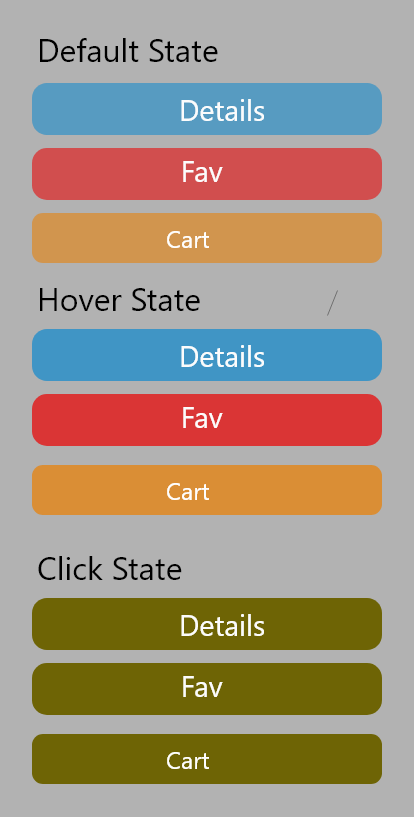 Default State
Details
Fav
Cart
Hover State /
Details
Fav
Cart
Click State
Details
Fav
Cart